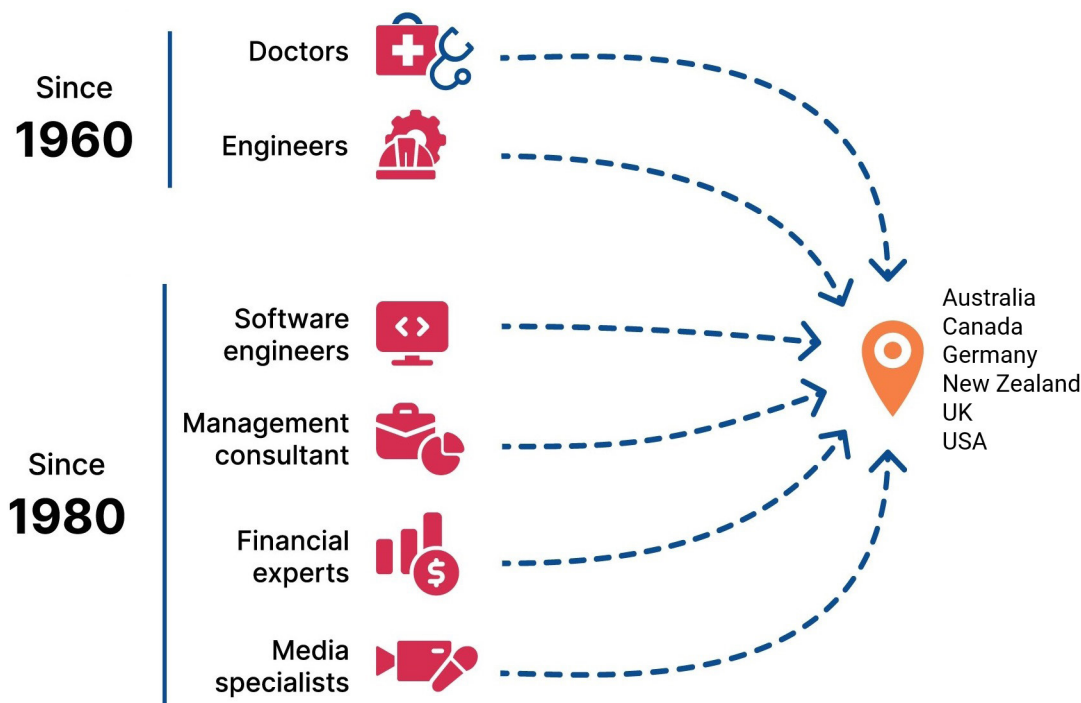 Since
1960
Doctors
Engineers
Since
1980
Software
engineers
Management
consultant
Financial
experts
Media
specialists
Australia
Canada
Germany
New Zealand
UK
USA
$